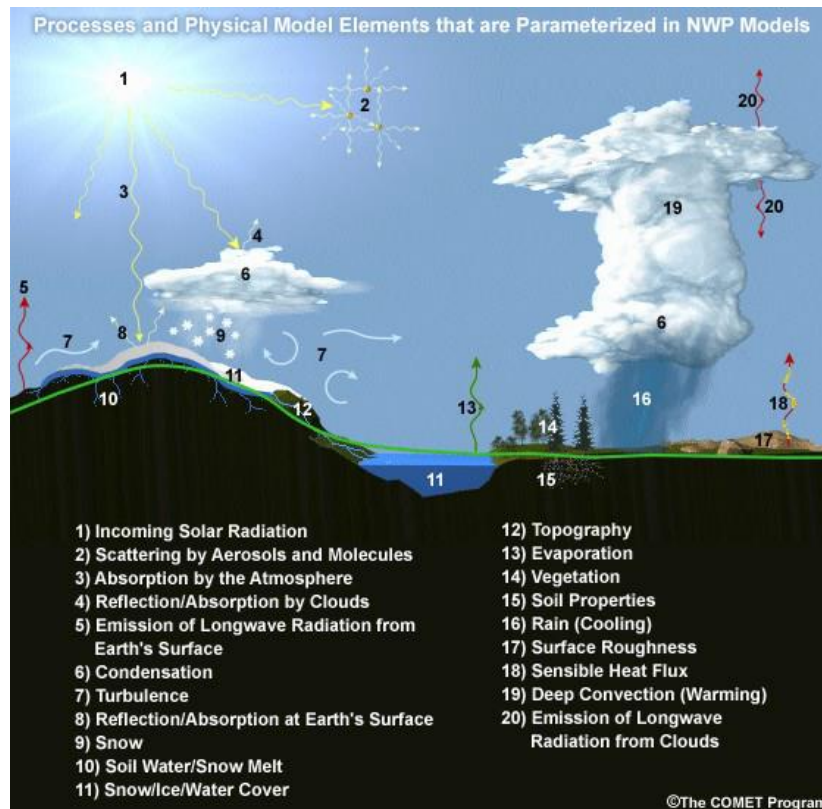 Processes and Physical Model Elements that are Parameterized in NWP Models
1
2
20
3
19
20
4
6
5
7
8
9
7
6
11
10
12
13
14
16
18
17
11
15
1) Incoming Solar Radiation
2) Scattering by Aerosols and Molecules
3) Absorption by the Atmosphere
4) Reflection/Absorption by Clouds
5) Emission of Longwave Radiation from
Earth's Surface
6) Condensation
7) Turbulence
8) Reflection/Absorption at Earth's Surface
9) Snow
10) Soil Water/Snow Melt
11) Snow/Ice/Water Cover
12) Topography
13) Evaporation
14) Vegetation
15) Soil Properties
16) Rain (Cooling)
17) Surface Roughness
18) Sensible Heat Flux
19) Deep Convection (Warming)
20) Emission of Longwave
Radiation from Clouds
©The COMET Program